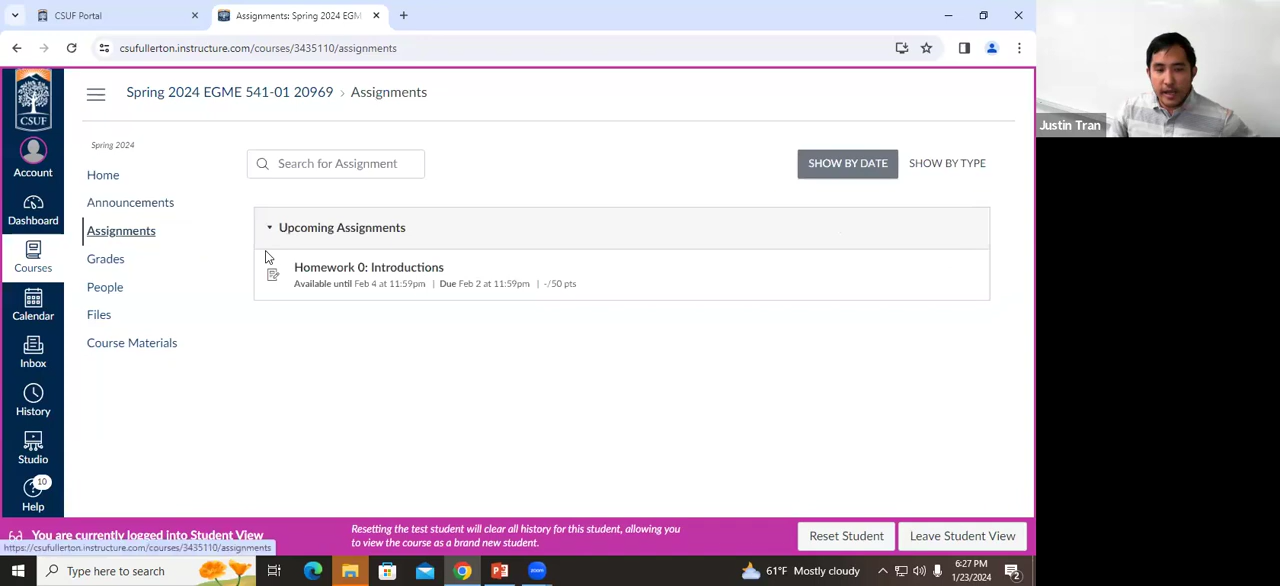 CSUF Portal
Assignments: Spring 2024 EGM
csufullerton.instructure.com/courses/3435110/assignments
CSUF
Account
Dashboard
Courses
Calendar
Inbox
History
Studio
10
Help
Spring 2024 EGME 541-01 20969 › Assignments
Spring 2024
Home
Announcements
Assignments
Grades
People
Files
Course Materials
Search for Assignment
SHOW BY DATE
SHOW BY TYPE
Upcoming Assignments
Homework 0: Introductions
Available until Feb 4 at 11:59pm | Due Feb 2 at 11:59pm | -/50 pts
Justin Tran
You are currently logged into Student View
Resetting the test student will clear all history for this student, allowing you
to view the course as a brand new student.
Reset Student
Leave Student View
https://csufullerton.instructure.com/courses/3435110/assignments
Type here to search
61°F Mostly cloudy
6:27 PM
1/23/2024
2